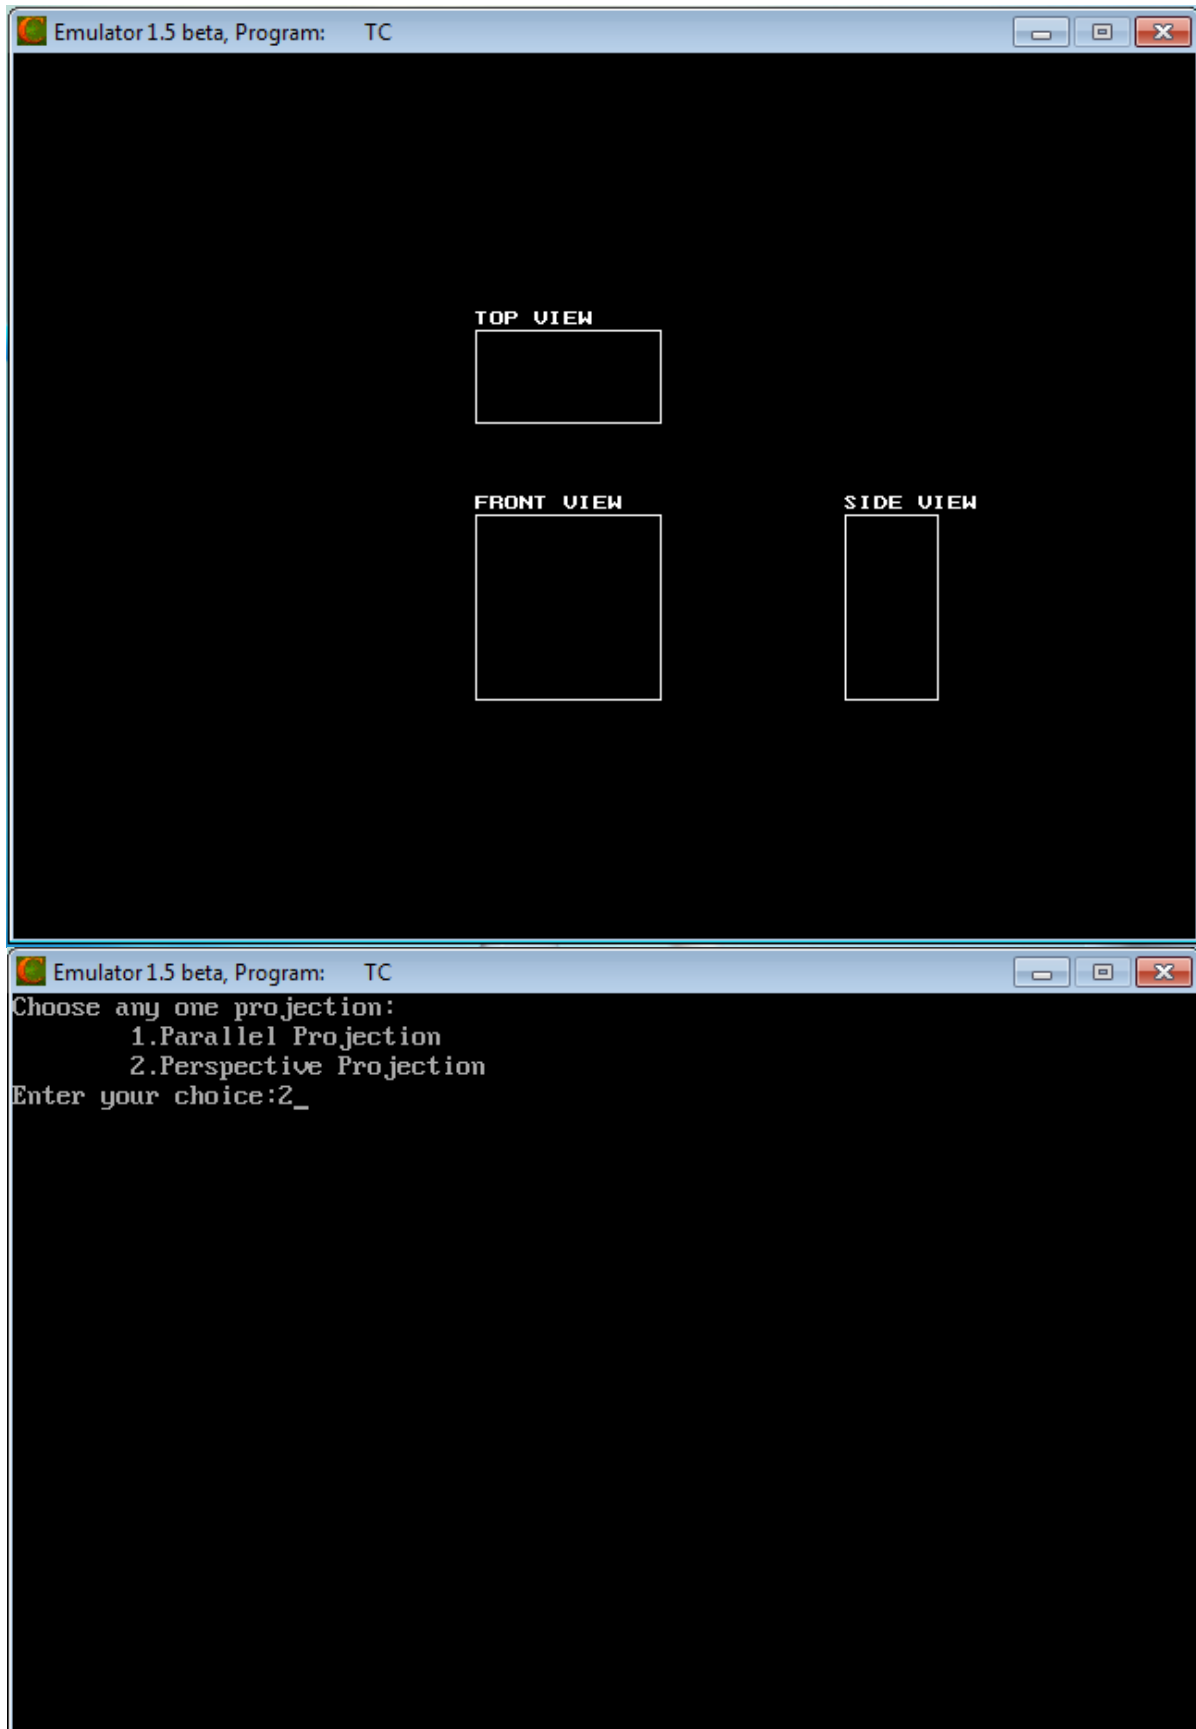 Emulator 1.5 beta, Program: TC
TOP VIEW
FRONT VIEW SIDE VIEW
Emulator 1.5 beta, Program: TC
Choose any one projection:
1.Parallel Projection
2.Perspective Projection
Enter your choice:2_